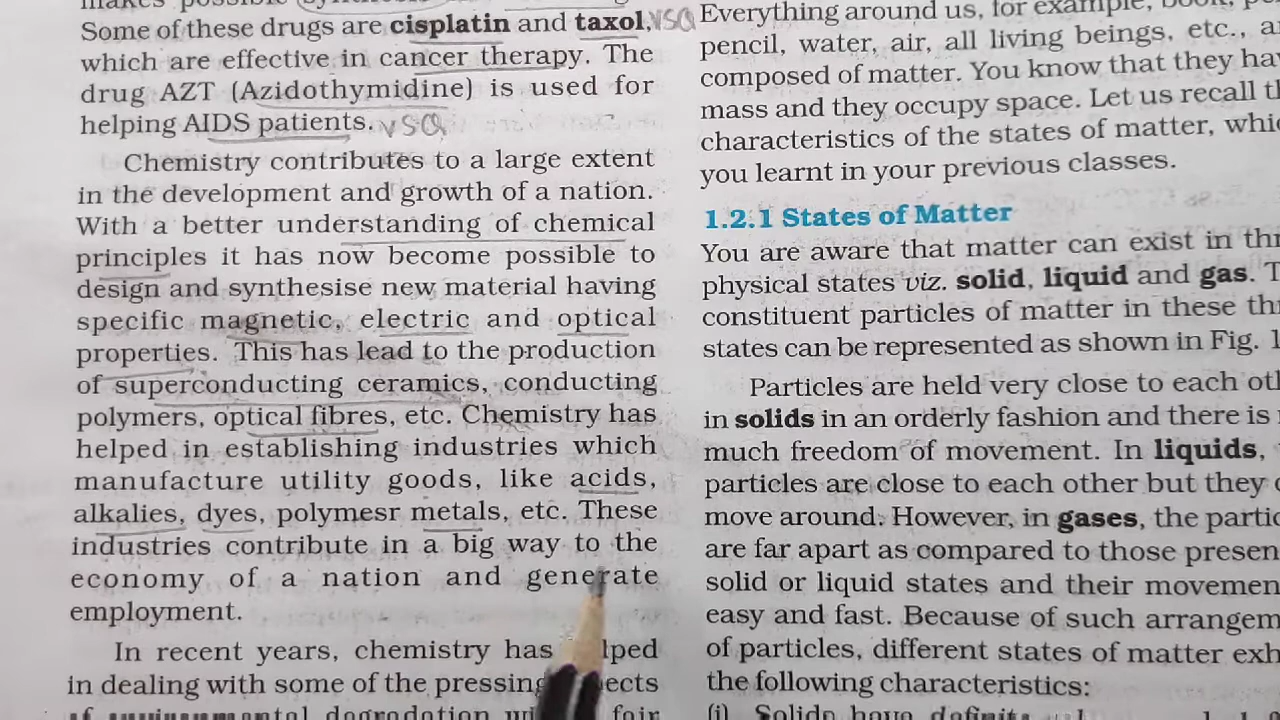 makes possible
Some of these drugs are cisplatin and taxol, VSQ
which are effective in cancer therapy. The
drug AZT (Azidothymidine) is used for
helping AIDS patients. VSQ
Chemistry contributes to a large extent
in the development and growth of a nation.
With a better understanding of chemical
principles it has now become possible to
design and synthesise new material having
specific magnetic, electric and optical
properties. This has lead to the production
of superconducting ceramics, conducting
polymers, optical fibres, etc. Chemistry has
helped in establishing industries which
manufacture utility goods, like acids,
alkalies, dyes, polymesr metals, etc. These
industries contribute in a big way to the
economy of a nation and generate
employment.
In recent years, chemistry has lped
in dealing with some of the pressing ects
Everything around us, for example, book,
pencil, water, air, all living beings, etc.,
composed of matter. You know that they ha
mass and they occupy space. Let us recall t
characteristics of the states of matter, whic
you learnt in your previous classes.
1.2.1 States of Matter
You are aware that matter can exist in thr
physical states viz. solid, liquid and gas. T
constituent particles of matter in these thr
states can be represented as shown in Fig. 1
Particles are held very close to each oth
in solids in an orderly fashion and there is
much freedom of movement. In liquids,
particles are close to each other but they c
move around. However, in gases, the partic
are far apart as compared to those presen
solid or liquid states and their movemen
easy and fast. Because of such arrangem
of particles, different states of matter exh
the following characteristics:
(i) Solids have definite